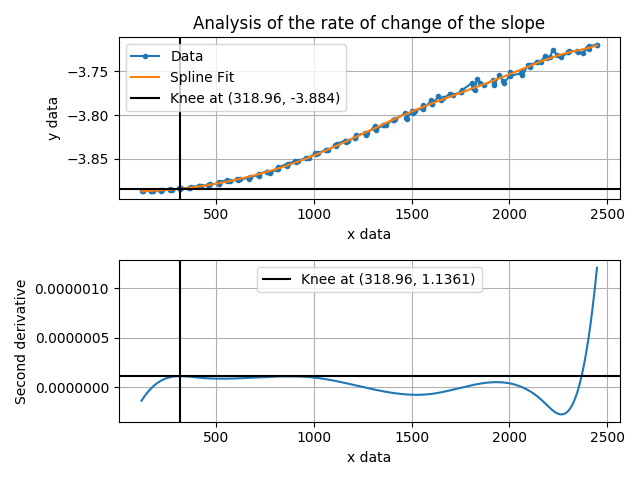 Analysis of the rate of change of the slope
Data
Spline Fit
Knee at (318.96, -3.884)
−3.75
−3.80
−3.85
y data
500 1000 1500 2000 2500
x data
Knee at (318.96, 1.1361)
0.0000010
0.0000005
0.0000000
Second derivative
500 1000 1500 2000 2500
x data